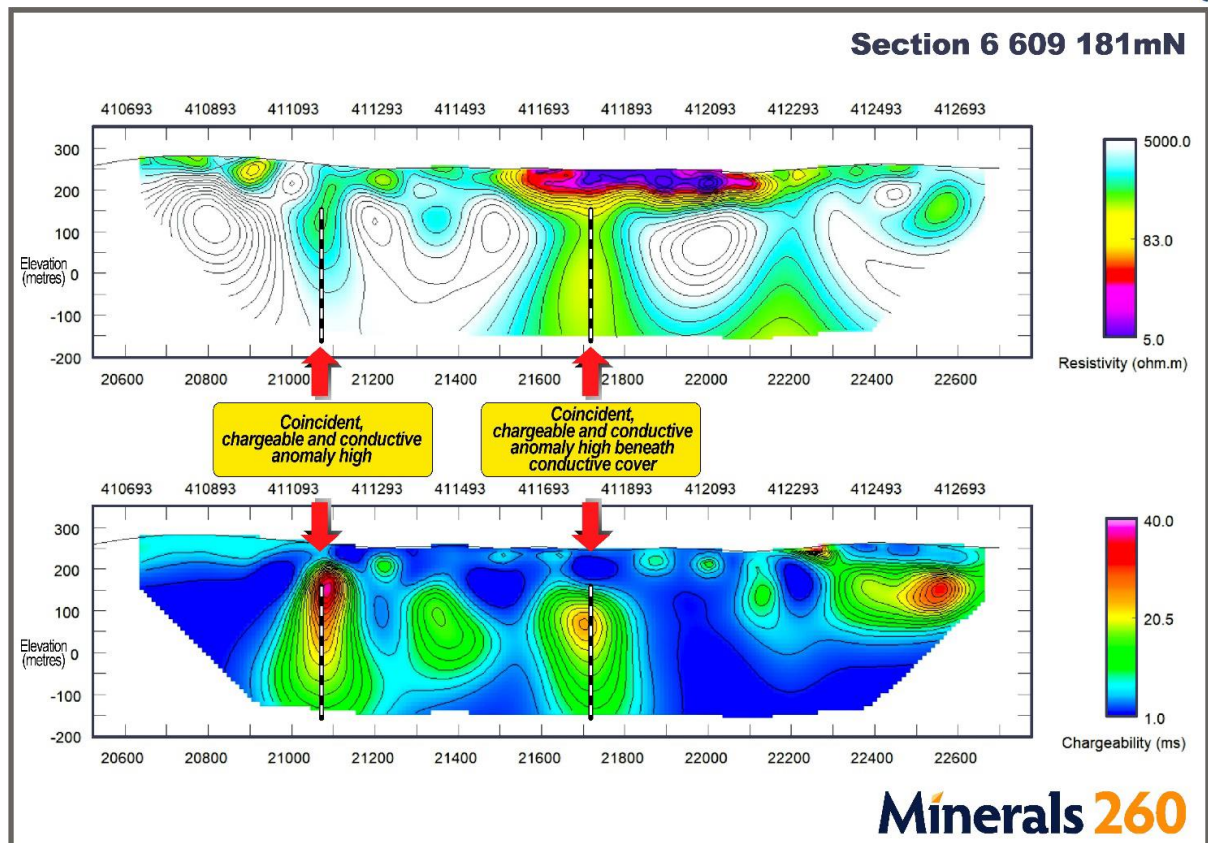 Section 6 609 181mN
410693 410893 411093 411293 411493 411693 411893 412093 412293 412493 412693
300
200
100
Elevation
(metres)
0
-100
-200
20600 20800 21000 21200 21400 21600 21800 22000 22200 22400 22600
5000.0
83.0
5.0
Resistivity (ohm.m)
Coincident,
chargeable and conductive
anomaly high
Coincident,
chargeable and conductive
anomaly high beneath
conductive cover
410693 410893 411093 411293 411493 411693 411893 412093 412293 412493 412693
300
200
100
Elevation
(metres)
0
-100
-200
20600 20800 21000 21200 21400 21600 21800 22000 22200 22400 22600
40.0
20.5
1.0
Chargeability (ms)
Minerals 260